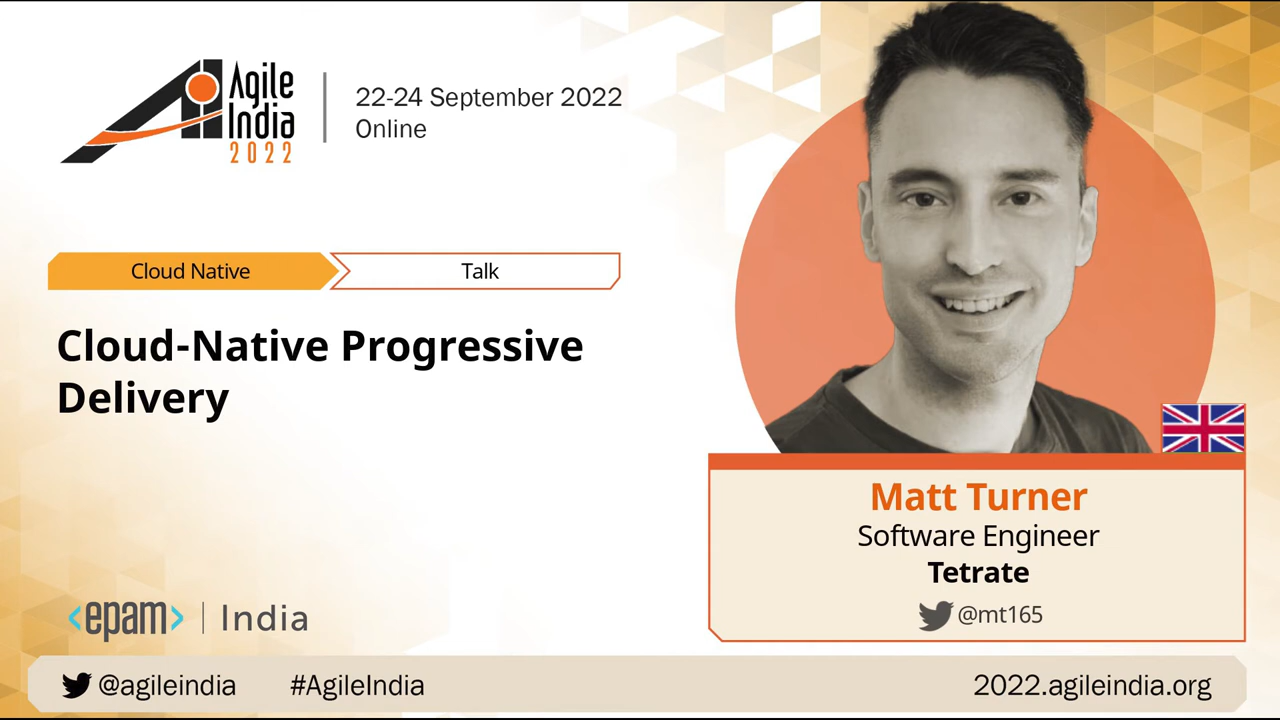 Agile
India
2022
22-24 September 2022
Online
Cloud Native
Talk
Cloud-Native Progressive
Delivery
Matt Turner
Software Engineer
Tetrate
@mt165
<epam> | India
@agileindia
#AgileIndia
2022.agileindia.org